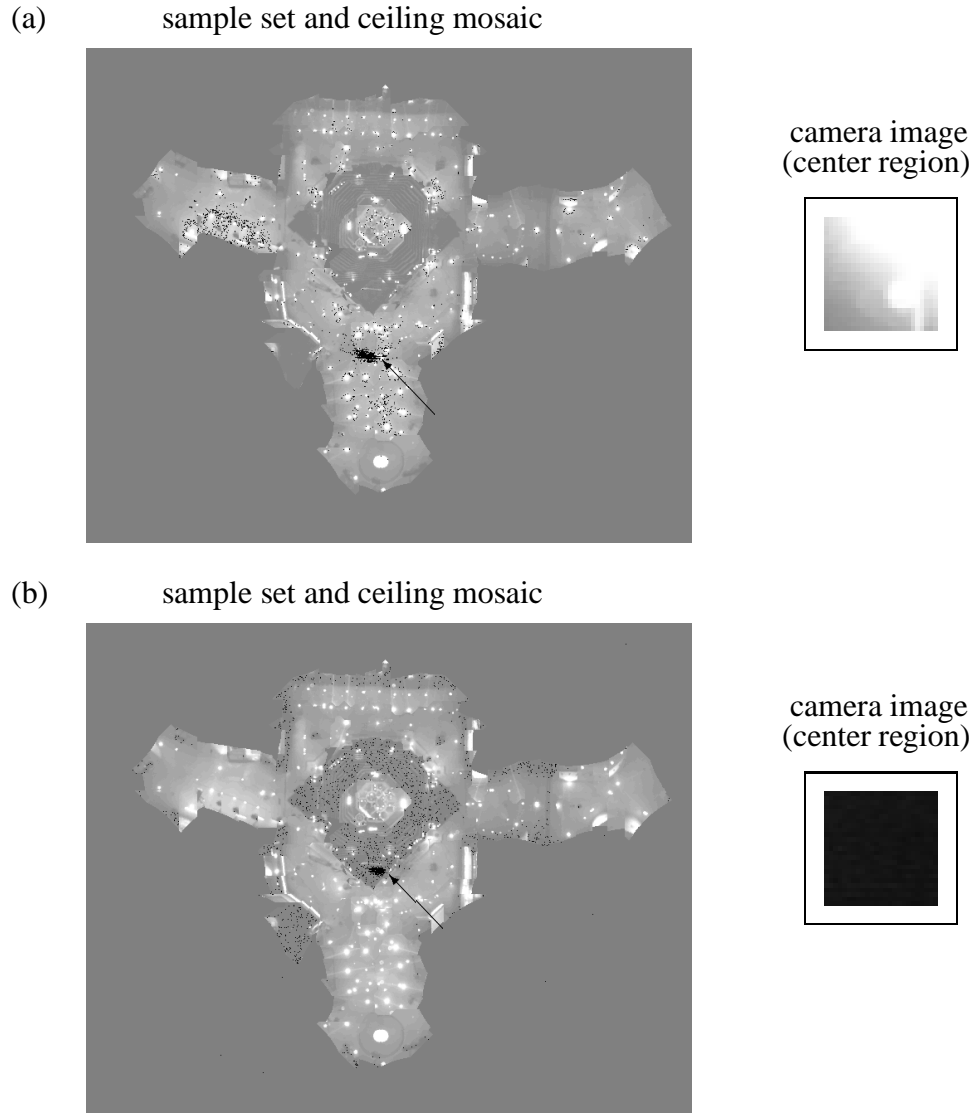 (a)
sample set and ceiling mosaic
camera image
(center region)
(b)
sample set and ceiling mosaic
camera image
(center region)